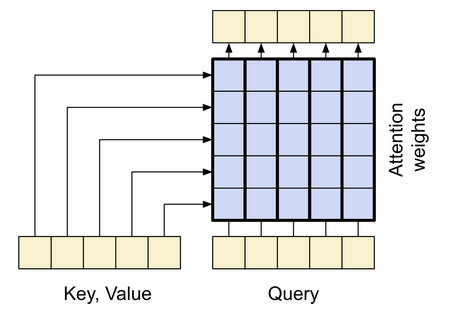 Attention
weights
Key, Value
Query